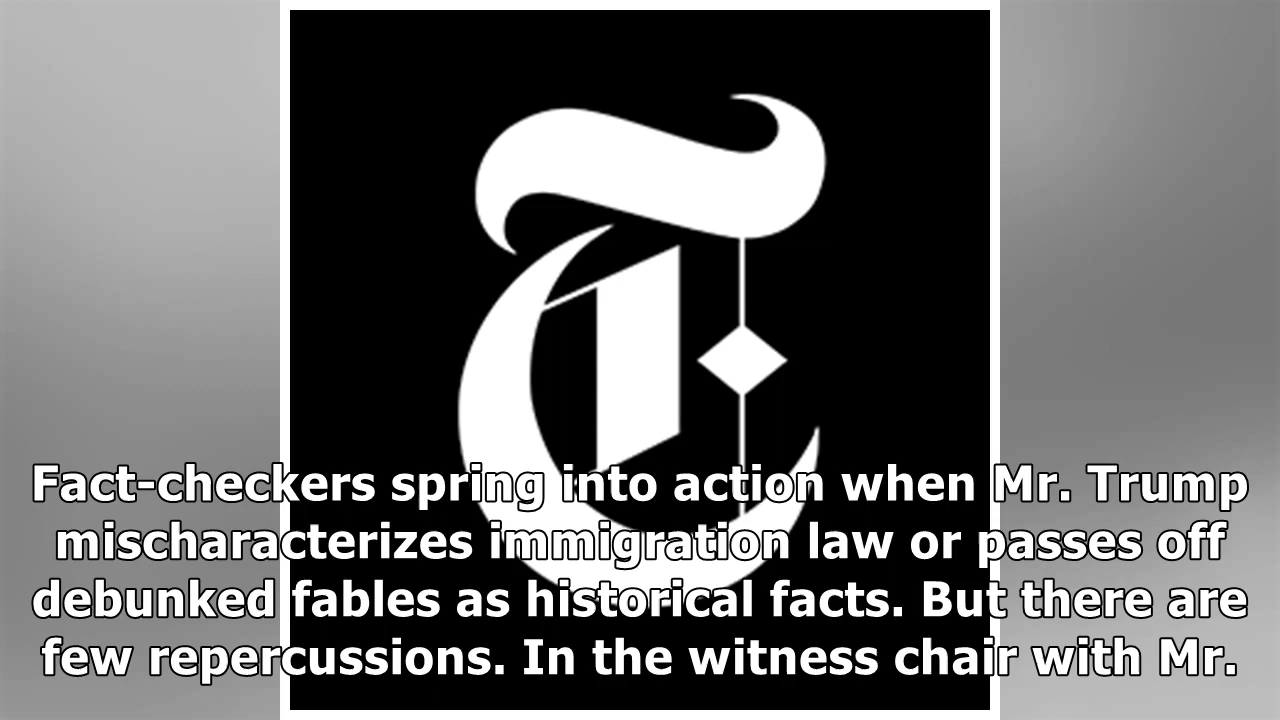 Fact-checkers spring into action when Mr. Trump
mischaracterizes immigration law or passes off
debunked fables as historical facts. But there are
few repercussions. In the witness chair with Mr.